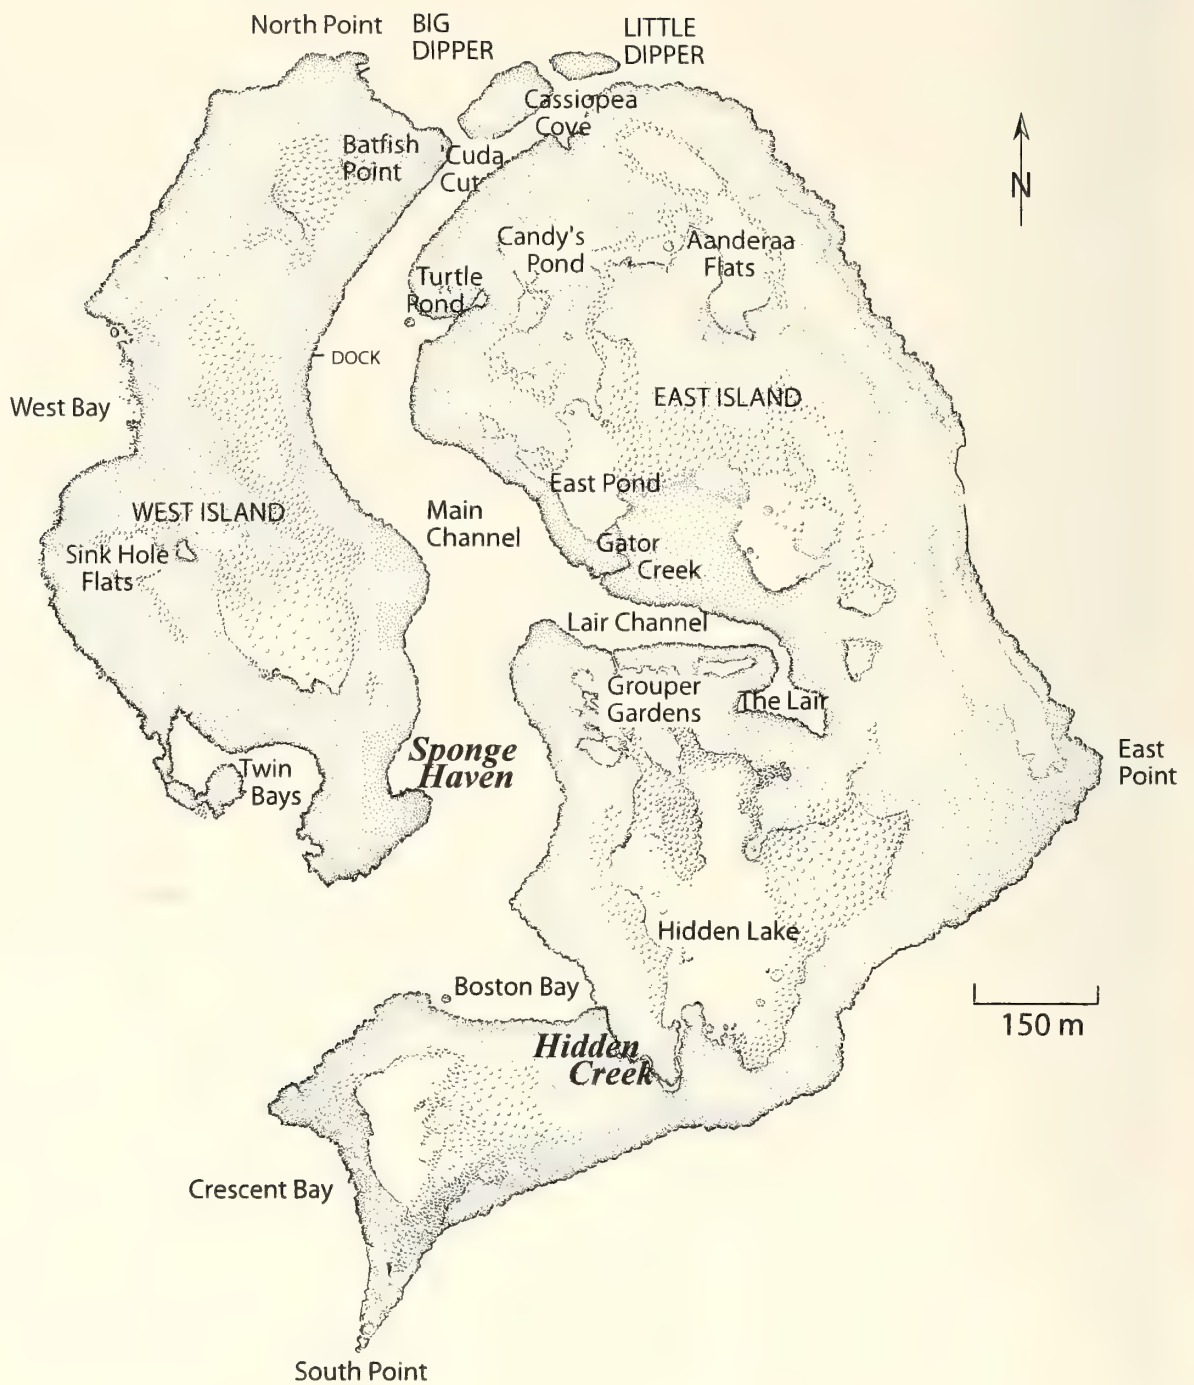 North Point
BIG
DIPPER
LITTLE
DIPPER
Cassiopea
Cove
Batfish
Point
Cuda
Cut
N
Candy's
Pond
Aanderaa
Flats
Turtle
Pond
DOCK
West Bay
EAST ISLAND
East Pond
WEST ISLAND
Main
Channel
Sink Hole
Flats
Gator
Creek
Lair Channel
Grouper
Gardens
The Lair
Sponge
Haven
East
Point
Twin
Bays
Hidden Lake
Boston Bay
150 m
Hidden
Creek
Crescent Bay
South Point